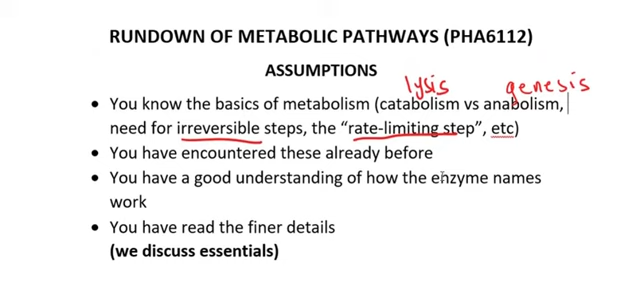 RUNDOWN OF METABOLIC PATHWAYS (PHA6112)
ASSUMPTIONS
lysis genesis
• You know the basics of metabolism (catabolism vs anabolism,
need for irreversible steps, the “rate-limiting step”, etc)
• You have encountered these already before
• You have a good understanding of how the enzyme names
work
• You have read the finer details
(we discuss essentials)